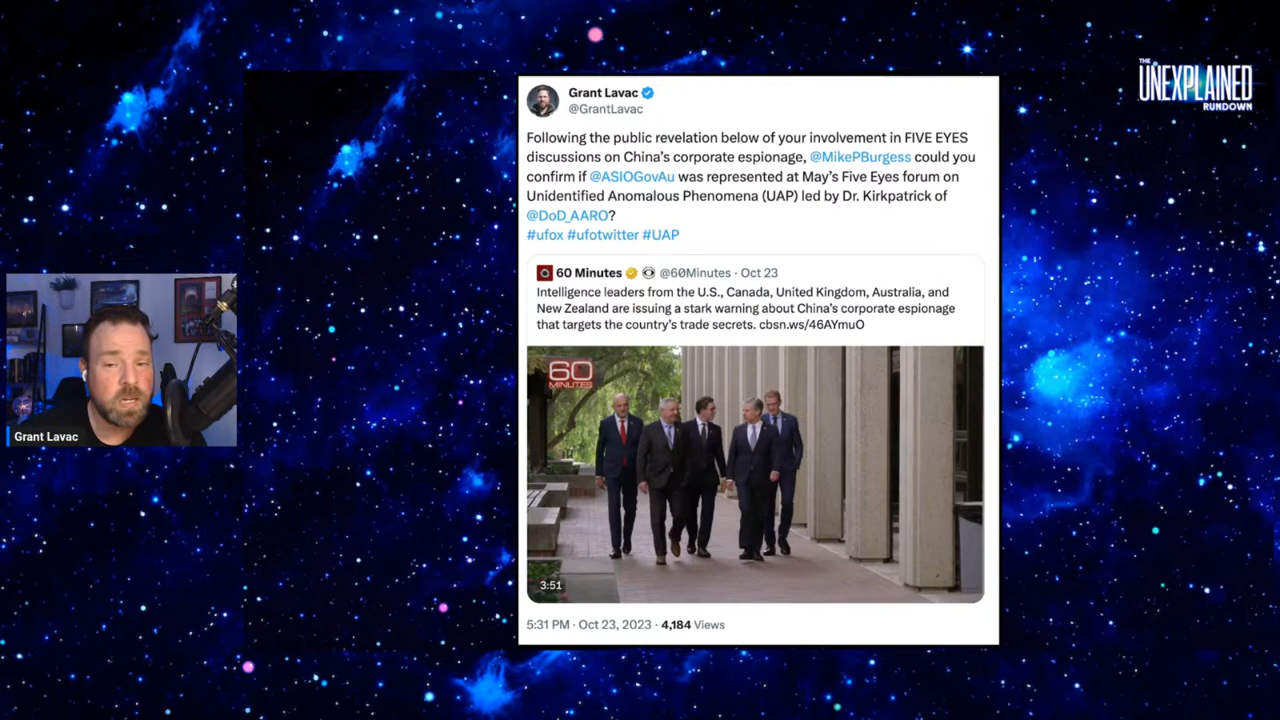 THE
UNEXPLAINED
RUNDOWN
Grant Lavac
@GrantLavac
Following the public revelation below of your involvement in FIVE EYES
discussions on China's corporate espionage, @MikePBurgess could you
confirm if @ASIOGovAu was represented at May's Five Eyes forum on
Unidentified Anomalous Phenomena (UAP) led by Dr. Kirkpatrick of
@DoD_AARO?
#ufox #ufotwitter #UAP
60 Minutes @60Minutes · Oct 23
Intelligence leaders from the U.S., Canada, United Kingdom, Australia, and
New Zealand are issuing a stark warning about China's corporate espionage
that targets the country's trade secrets. cbsn.ws/46AYmuO
60
MINUTES
3:51
5:31 PM · Oct 23, 2023 · 4,184 Views
Grant Lavac